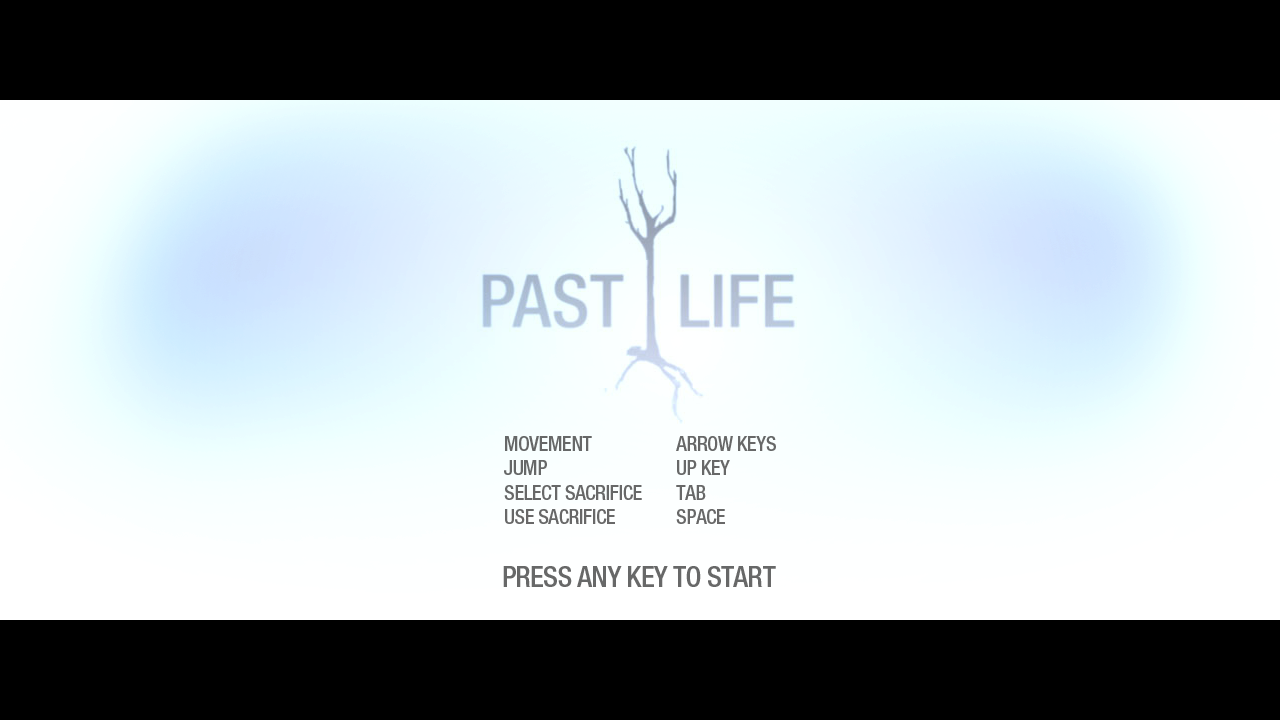 PAST LIFE
MOVEMENT ARROW KEYS
JUMP UP KEY
SELECT SACRIFICE TAB
USE SACRIFICE SPACE
PRESS ANY KEY TO START